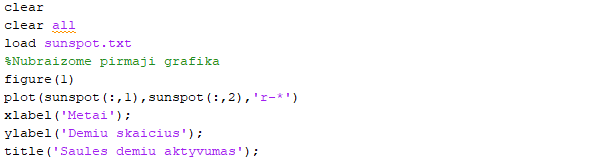 clear
clear all
load sunspot.txt
%Nubraizome pirmaji grafika
figure(1)
plot(sunspot(:,1),sunspot(:,2),'r-*')
xlabel('Metai');
ylabel('Demiu skaicius');
title('Saules demiu aktyvumas');